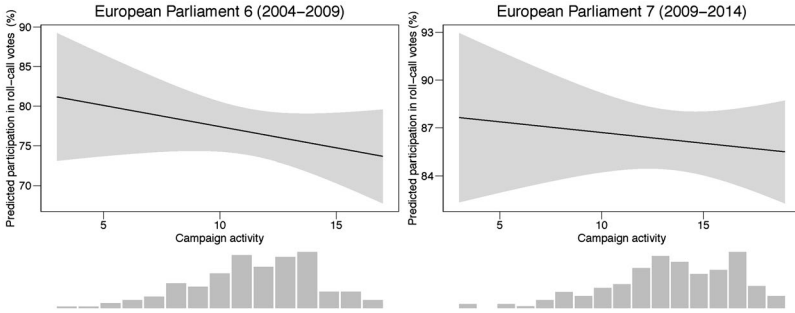 European Parliament 6 (2004–2009)
Predicted participation in roll−call votes (%)
90
85
80
75
70
5
10
15
Campaign activity
European Parliament 7 (2009–2014)
Predicted participation in roll−call votes (%)
93
90
87
84
5
10
15
Campaign activity